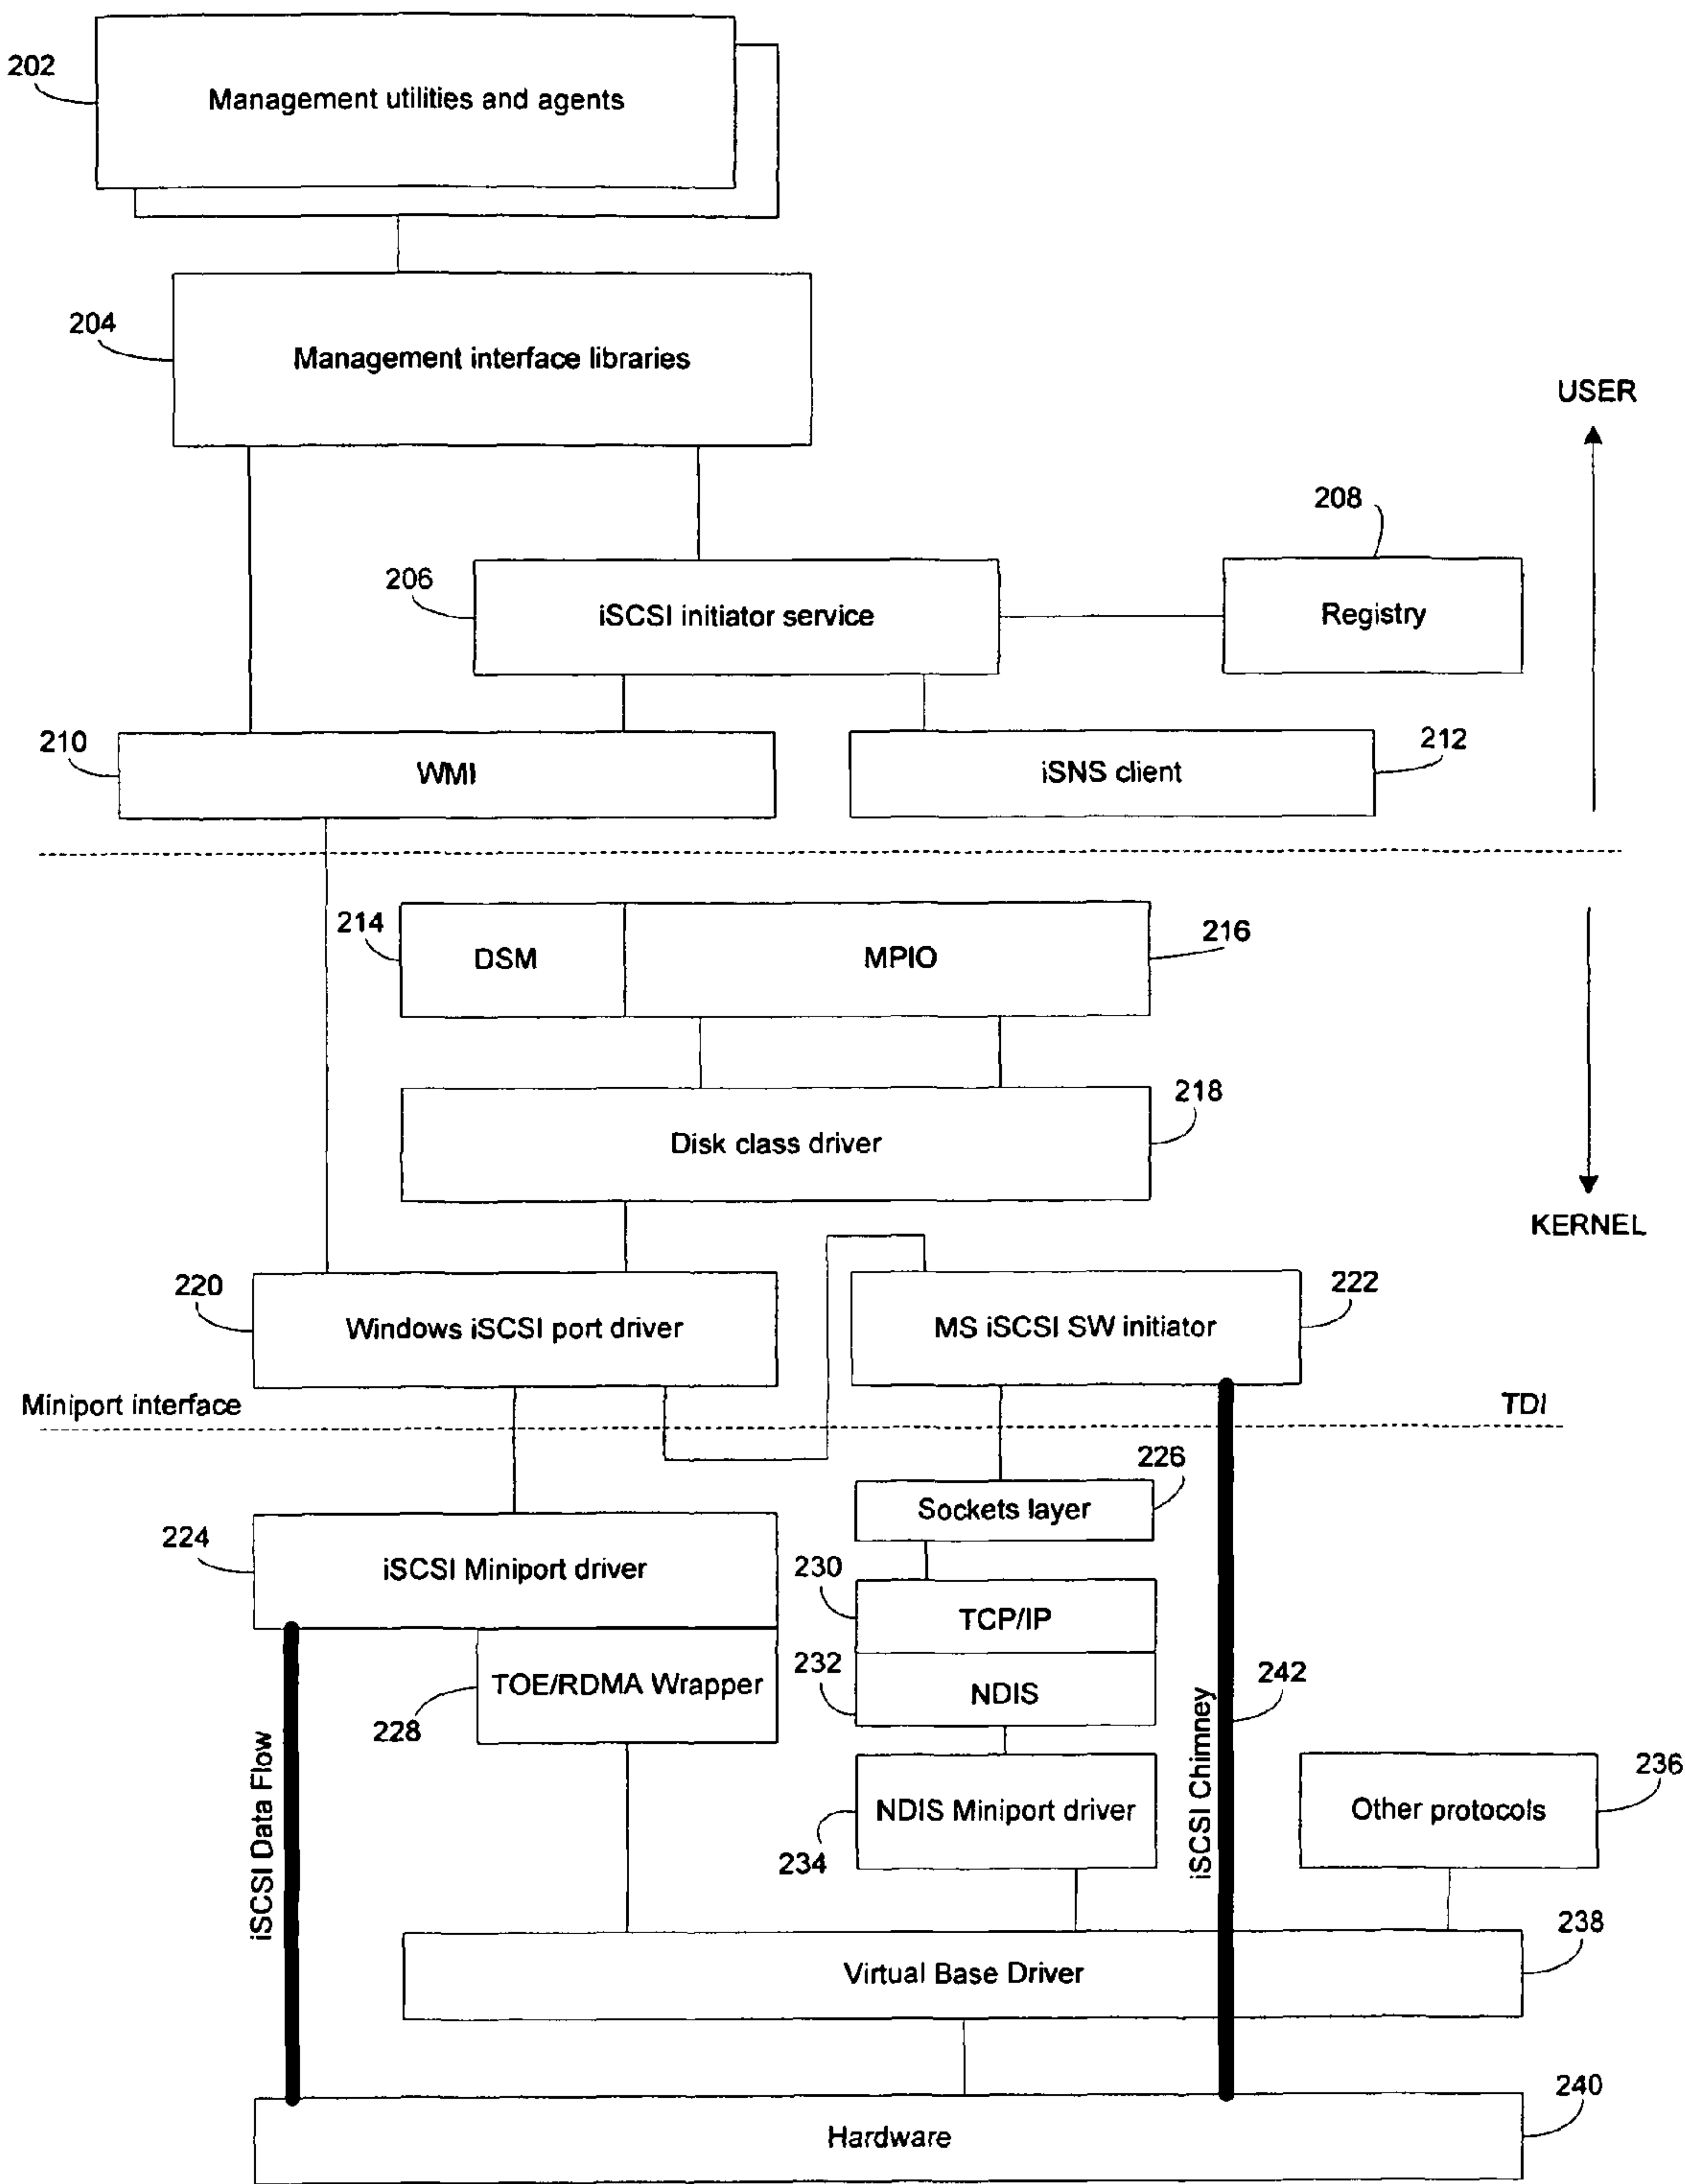 202
Management utilities and agents
204
Management interface libraries
USER
208
206
iSCSI initiator service
Registry
210
WMI
iSNS client
212
214
DSM
MPIO
216
218
Disk class driver
KERNEL
220
Windows iSCSI port driver
MS iSCSI SW initiator
222
Miniport interface
TDI
226
Sockets layer
224
iSCSI Miniport driver
230
TCP/IP
232
NDIS
TOE/RDMA Wrapper
228
242
iSCSI Data Flow
iSCSI Chimney
236
NDIS Miniport driver
Other protocols
234
238
Virtual Base Driver
240
Hardware